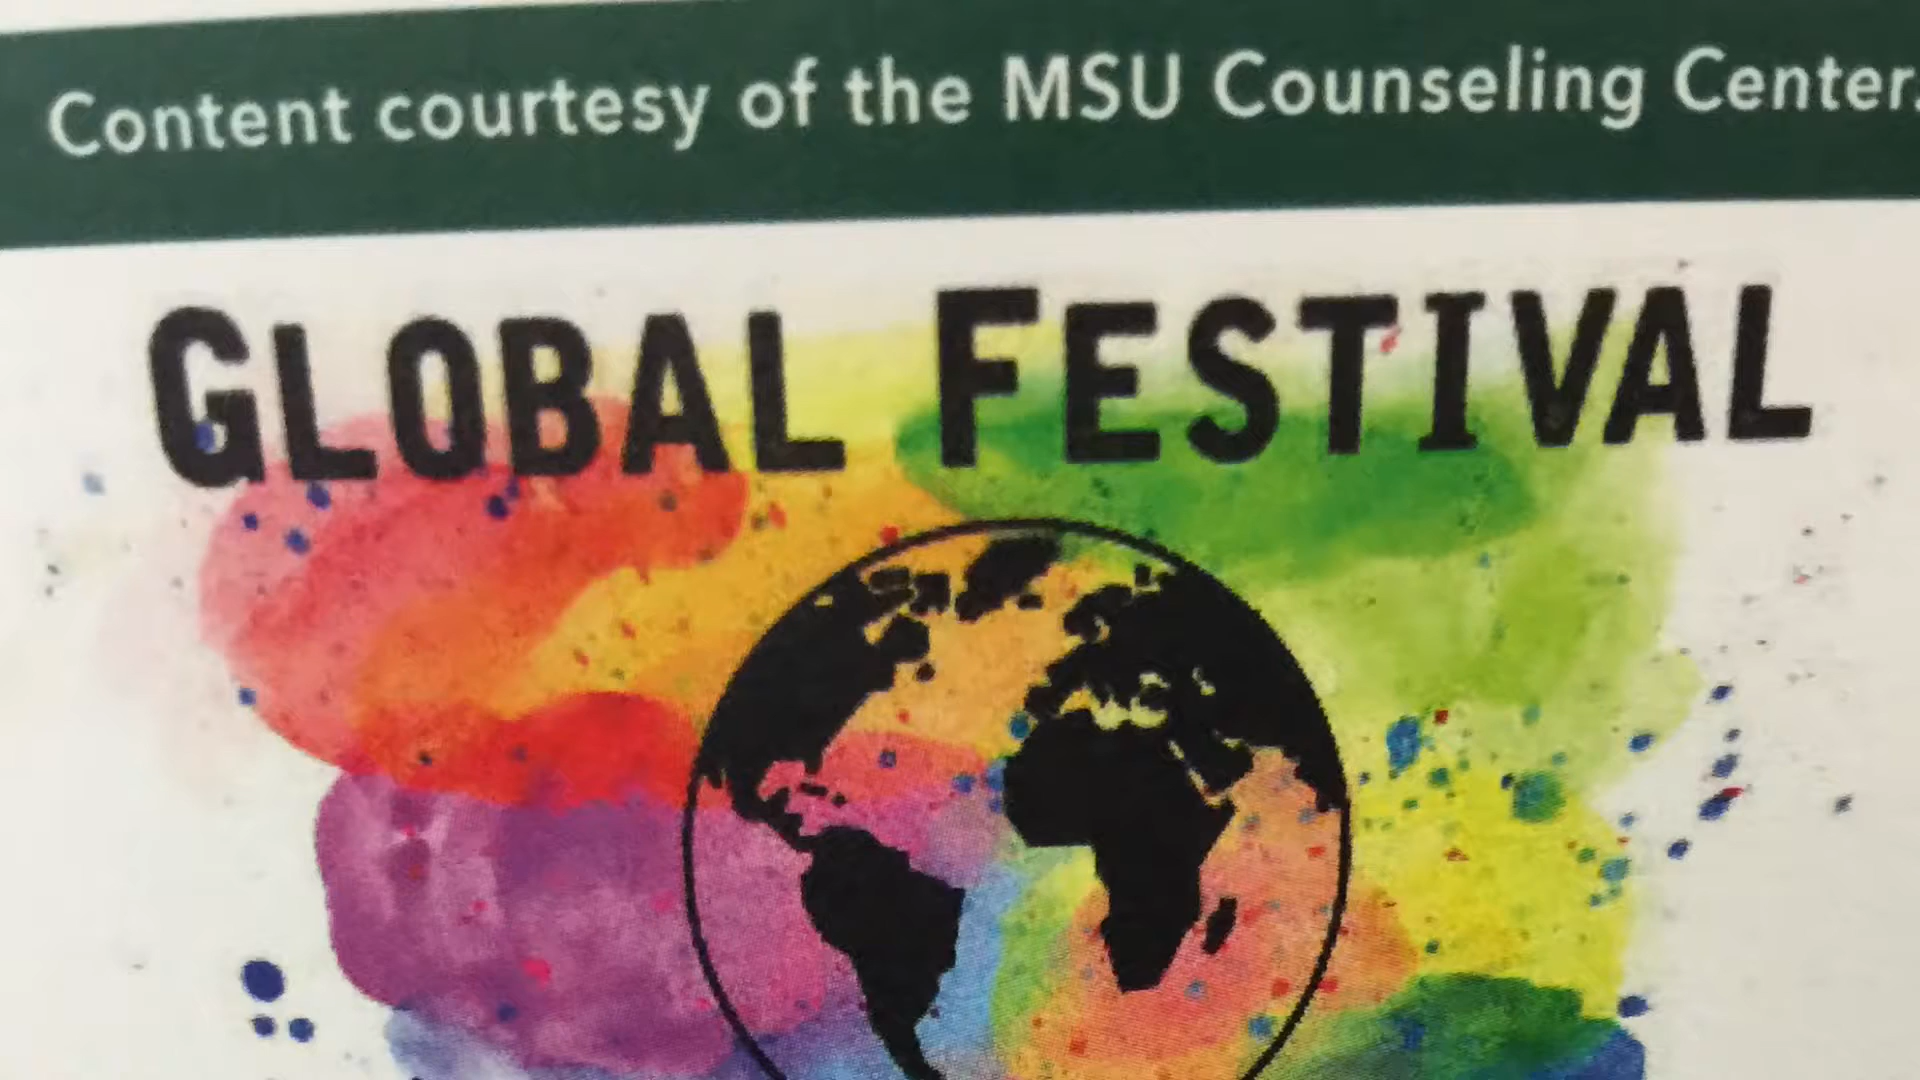 Content courtesy of the MSU Counseling Center.
GLOBAL FESTIVAL